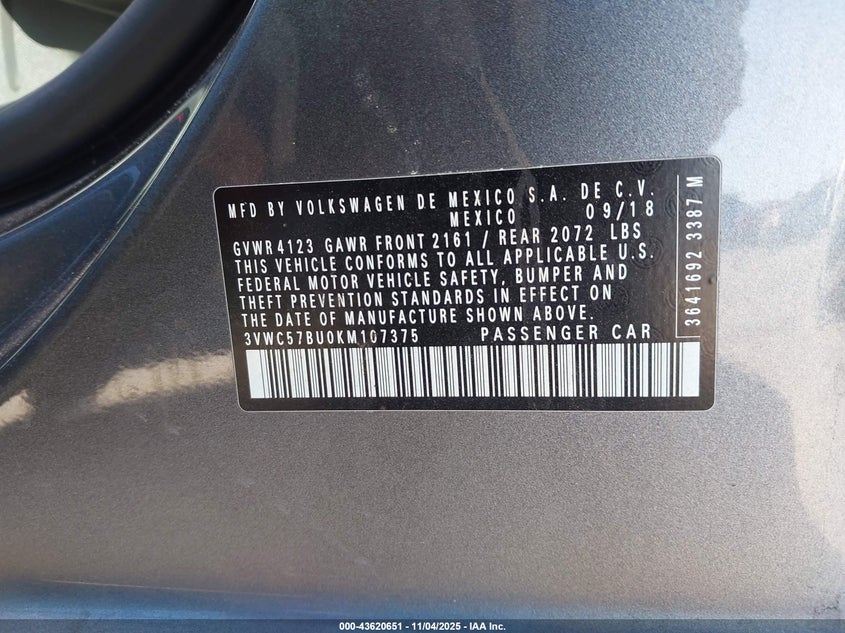 MFD BY VOLKSWAGEN DE MEXICO S.A. DE C.V.
MEXICO 09/18
GVWR 4123 GAWR FRONT 2161 / REAR 2072 LBS
THIS VEHICLE CONFORMS TO ALL APPLICABLE U.S.
FEDERAL MOTOR VEHICLE SAFETY, BUMPER AND
THEFT PREVENTION STANDARDS IN EFFECT ON
THE DATE OF MANUFACTURE SHOWN ABOVE.
3VWC57BU0KM107375 PASSENGER CAR
3641692 3387 M
000-43620651 - 11/04/2025 - IAA Inc.